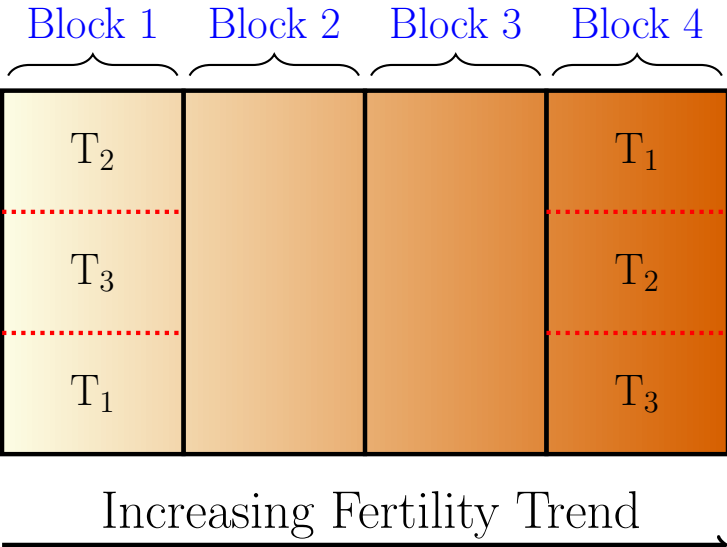 Block 1 Block 2 Block 3 Block 4
T₂ T₁
T₃ T₂
T₁ T₃
Increasing Fertility Trend